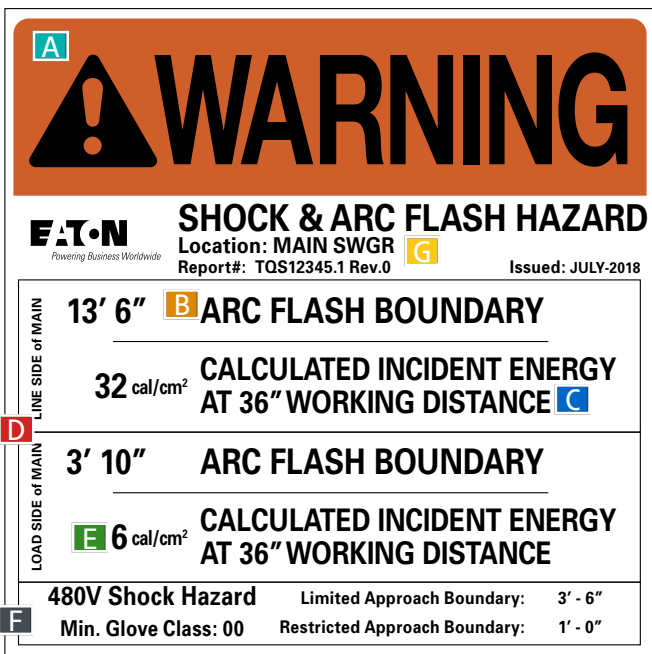 A
WARNING
EATON
Powering Business Worldwide
SHOCK & ARC FLASH HAZARD
Location: MAIN SWGR G
Report#: TQS12345.1 Rev.0 Issued: JULY-2018
LINE SIDE of MAIN
13′ 6″ B ARC FLASH BOUNDARY
32 cal/cm² CALCULATED INCIDENT ENERGY
AT 36″ WORKING DISTANCE C
D
LOAD SIDE of MAIN
3′ 10″ ARC FLASH BOUNDARY
E 6 cal/cm² CALCULATED INCIDENT ENERGY
AT 36″ WORKING DISTANCE
480V Shock Hazard Limited Approach Boundary: 3′ - 6″
F
Min. Glove Class: 00 Restricted Approach Boundary: 1′ - 0″